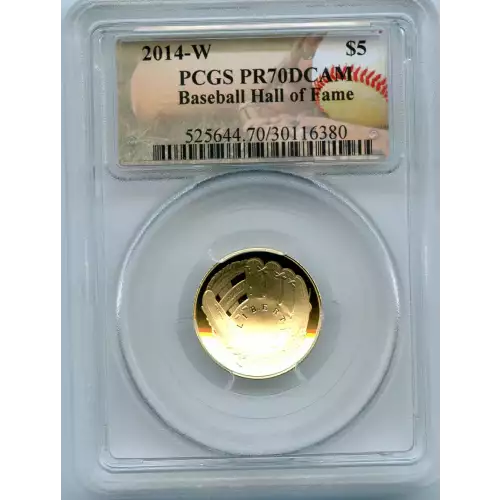 2014-W $5
PCGS PR70DCAM
Baseball Hall of Fame
525644.70/30116380
LIBERTY